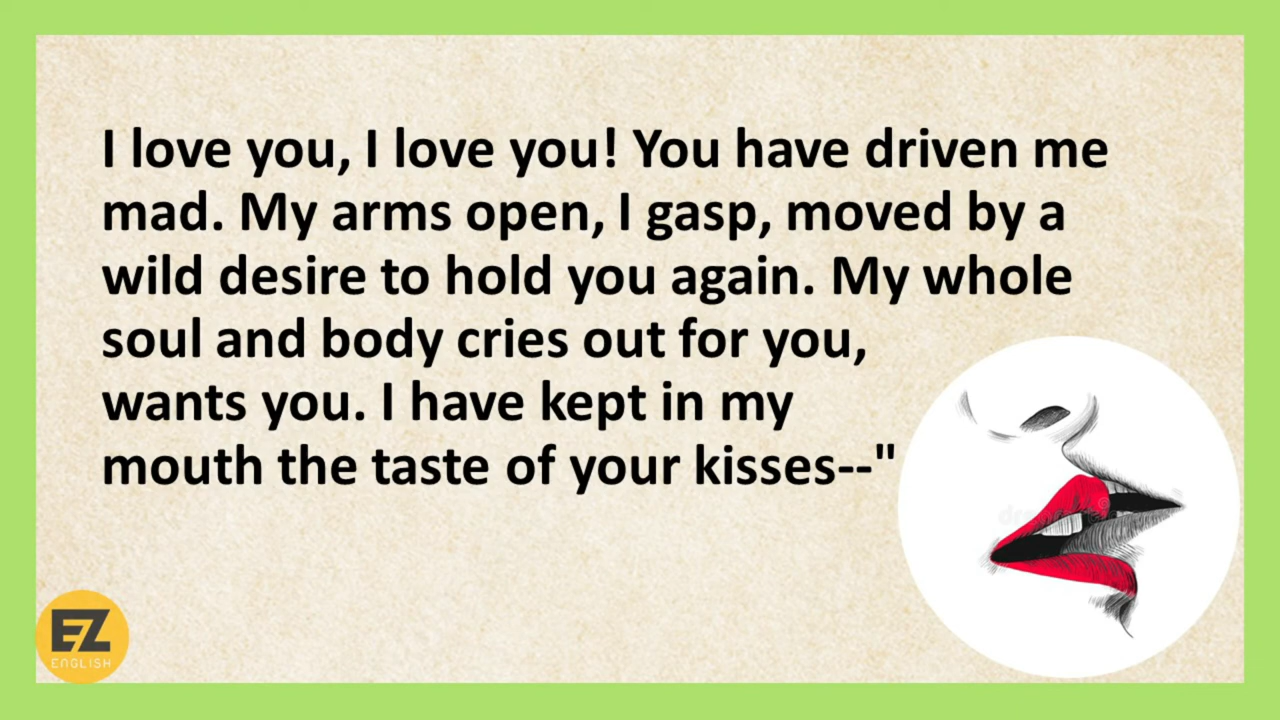 I love you, I love you! You have driven me
mad. My arms open, I gasp, moved by a
wild desire to hold you again. My whole
soul and body cries out for you,
wants you. I have kept in my
mouth the taste of your kisses--"
EZ
ENGLISH